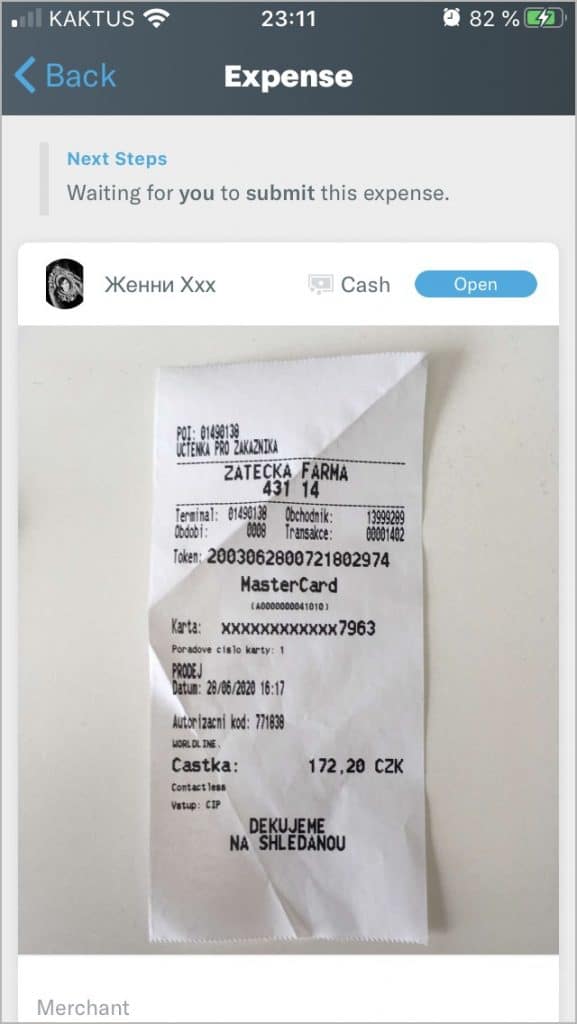 KAKTUS 23:11 82 %
Back Expense
Next Steps
Waiting for you to submit this expense.
Женни Xxx Cash Open
POI: 01490138
UCTENKA PRO ZAKAZNIKA
ZATECKA FARMA
431 14
Terminal: 01490138 Obchodnik: 13999289
Obdobi: 0008 Transakce: 00001402
Token: 2003062800721802974
MasterCard
(A0000000041010)
Karta: xxxxxxxxxxxx7963
Poradove cislo karty: 1
PRODEJ
Datum: 28/06/2020 16:17
Autorizacni kod: 771838
WORLDLINE.
Castka: 172,20 CZK
Contactless
Vstup: CIP
DEKUJEME
NA SHLEDANOU
Merchant